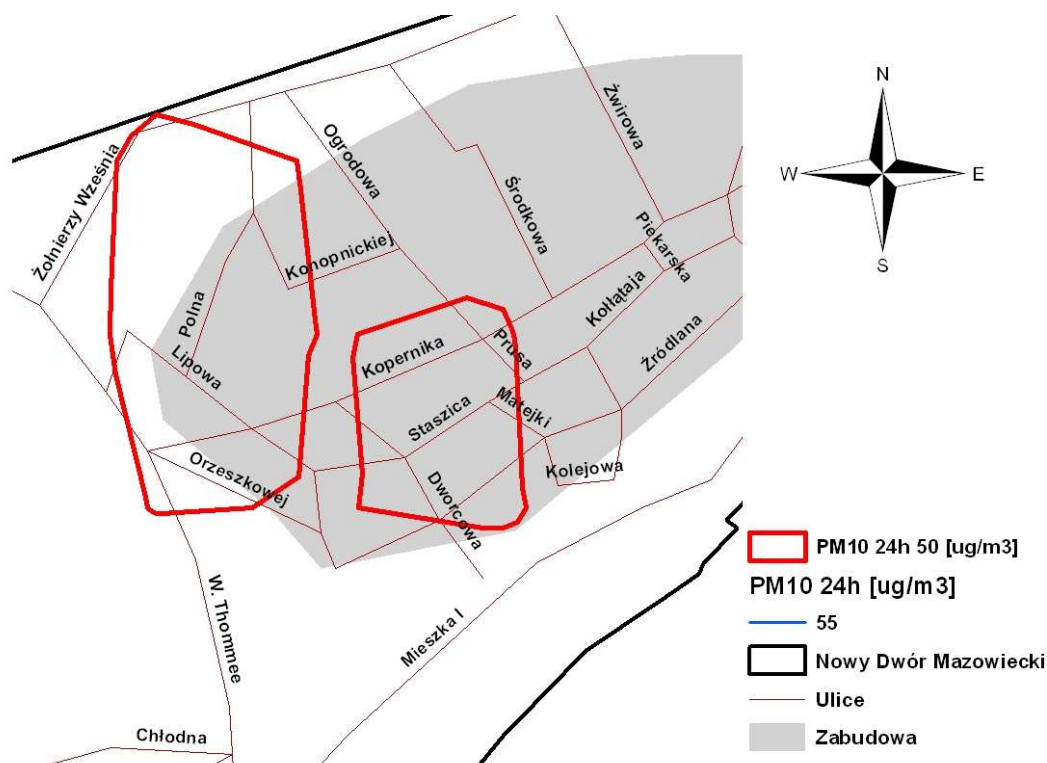 N
W
E
S
Żołnierzy Wześnia
Ogrodowa
Żwirowa
Środkowa
Piekarska
Konopnickiej
Polna
Kołłątaja
Lipowa
Kopernika
Prusa
Źródlana
Staszica
Matejki
Orzeszkowej
Kolejowa
Dworcowa
W. Thommee
Mieszka I
Chłodna
PM10 24h 50 [ug/m3]
PM10 24h [ug/m3]
55
Nowy Dwór Mazowiecki
Ulice
Zabudowa